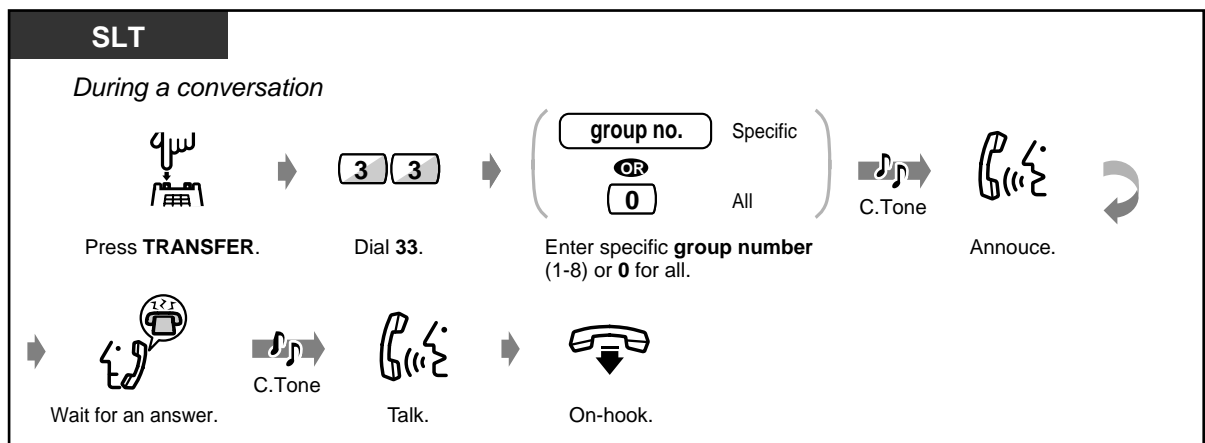 SLT
During a conversation
group no. Specific
OR
3 3
0 All
C.Tone
Press TRANSFER.
Dial 33.
Enter specific group number
(1-8) or 0 for all.
Annouce.
C.Tone
Wait for an answer.
Talk.
On-hook.